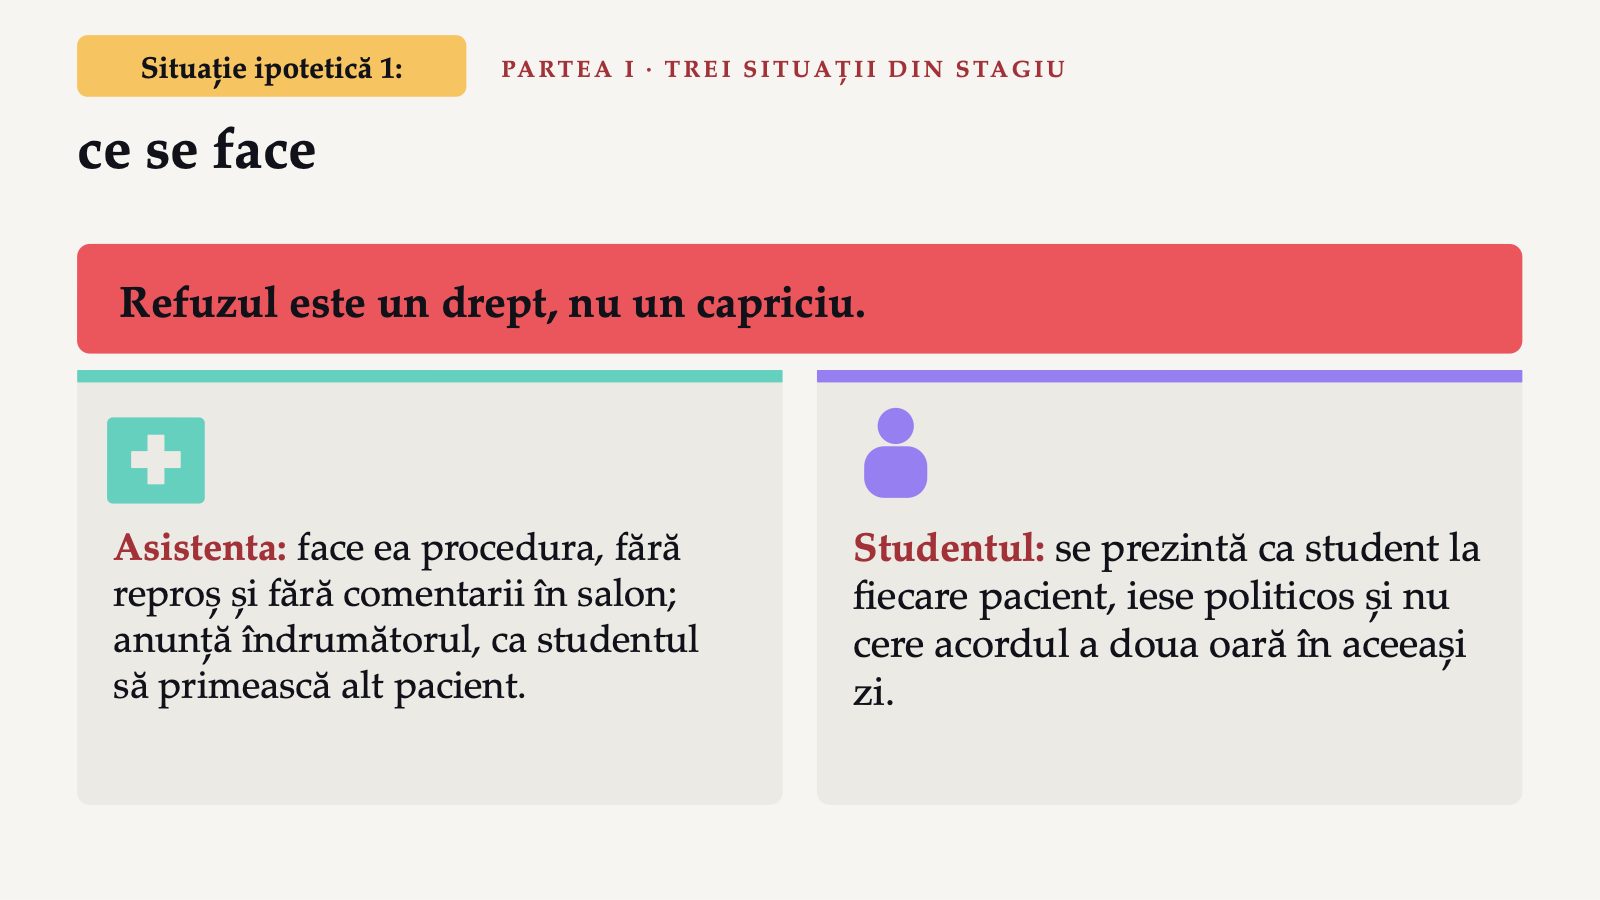 Situație ipotetică 1:
PARTEA I · TREI SITUAȚII DIN STAGIU
ce se face
Refuzul este un drept, nu un capriciu.
Asistenta: face ea procedura, fără
reproș și fără comentarii în salon;
anunță îndrumătorul, ca studentul
să primească alt pacient.
Studentul: se prezintă ca student la
fiecare pacient, iese politicos și nu
cere acordul a doua oară în aceeași
zi.